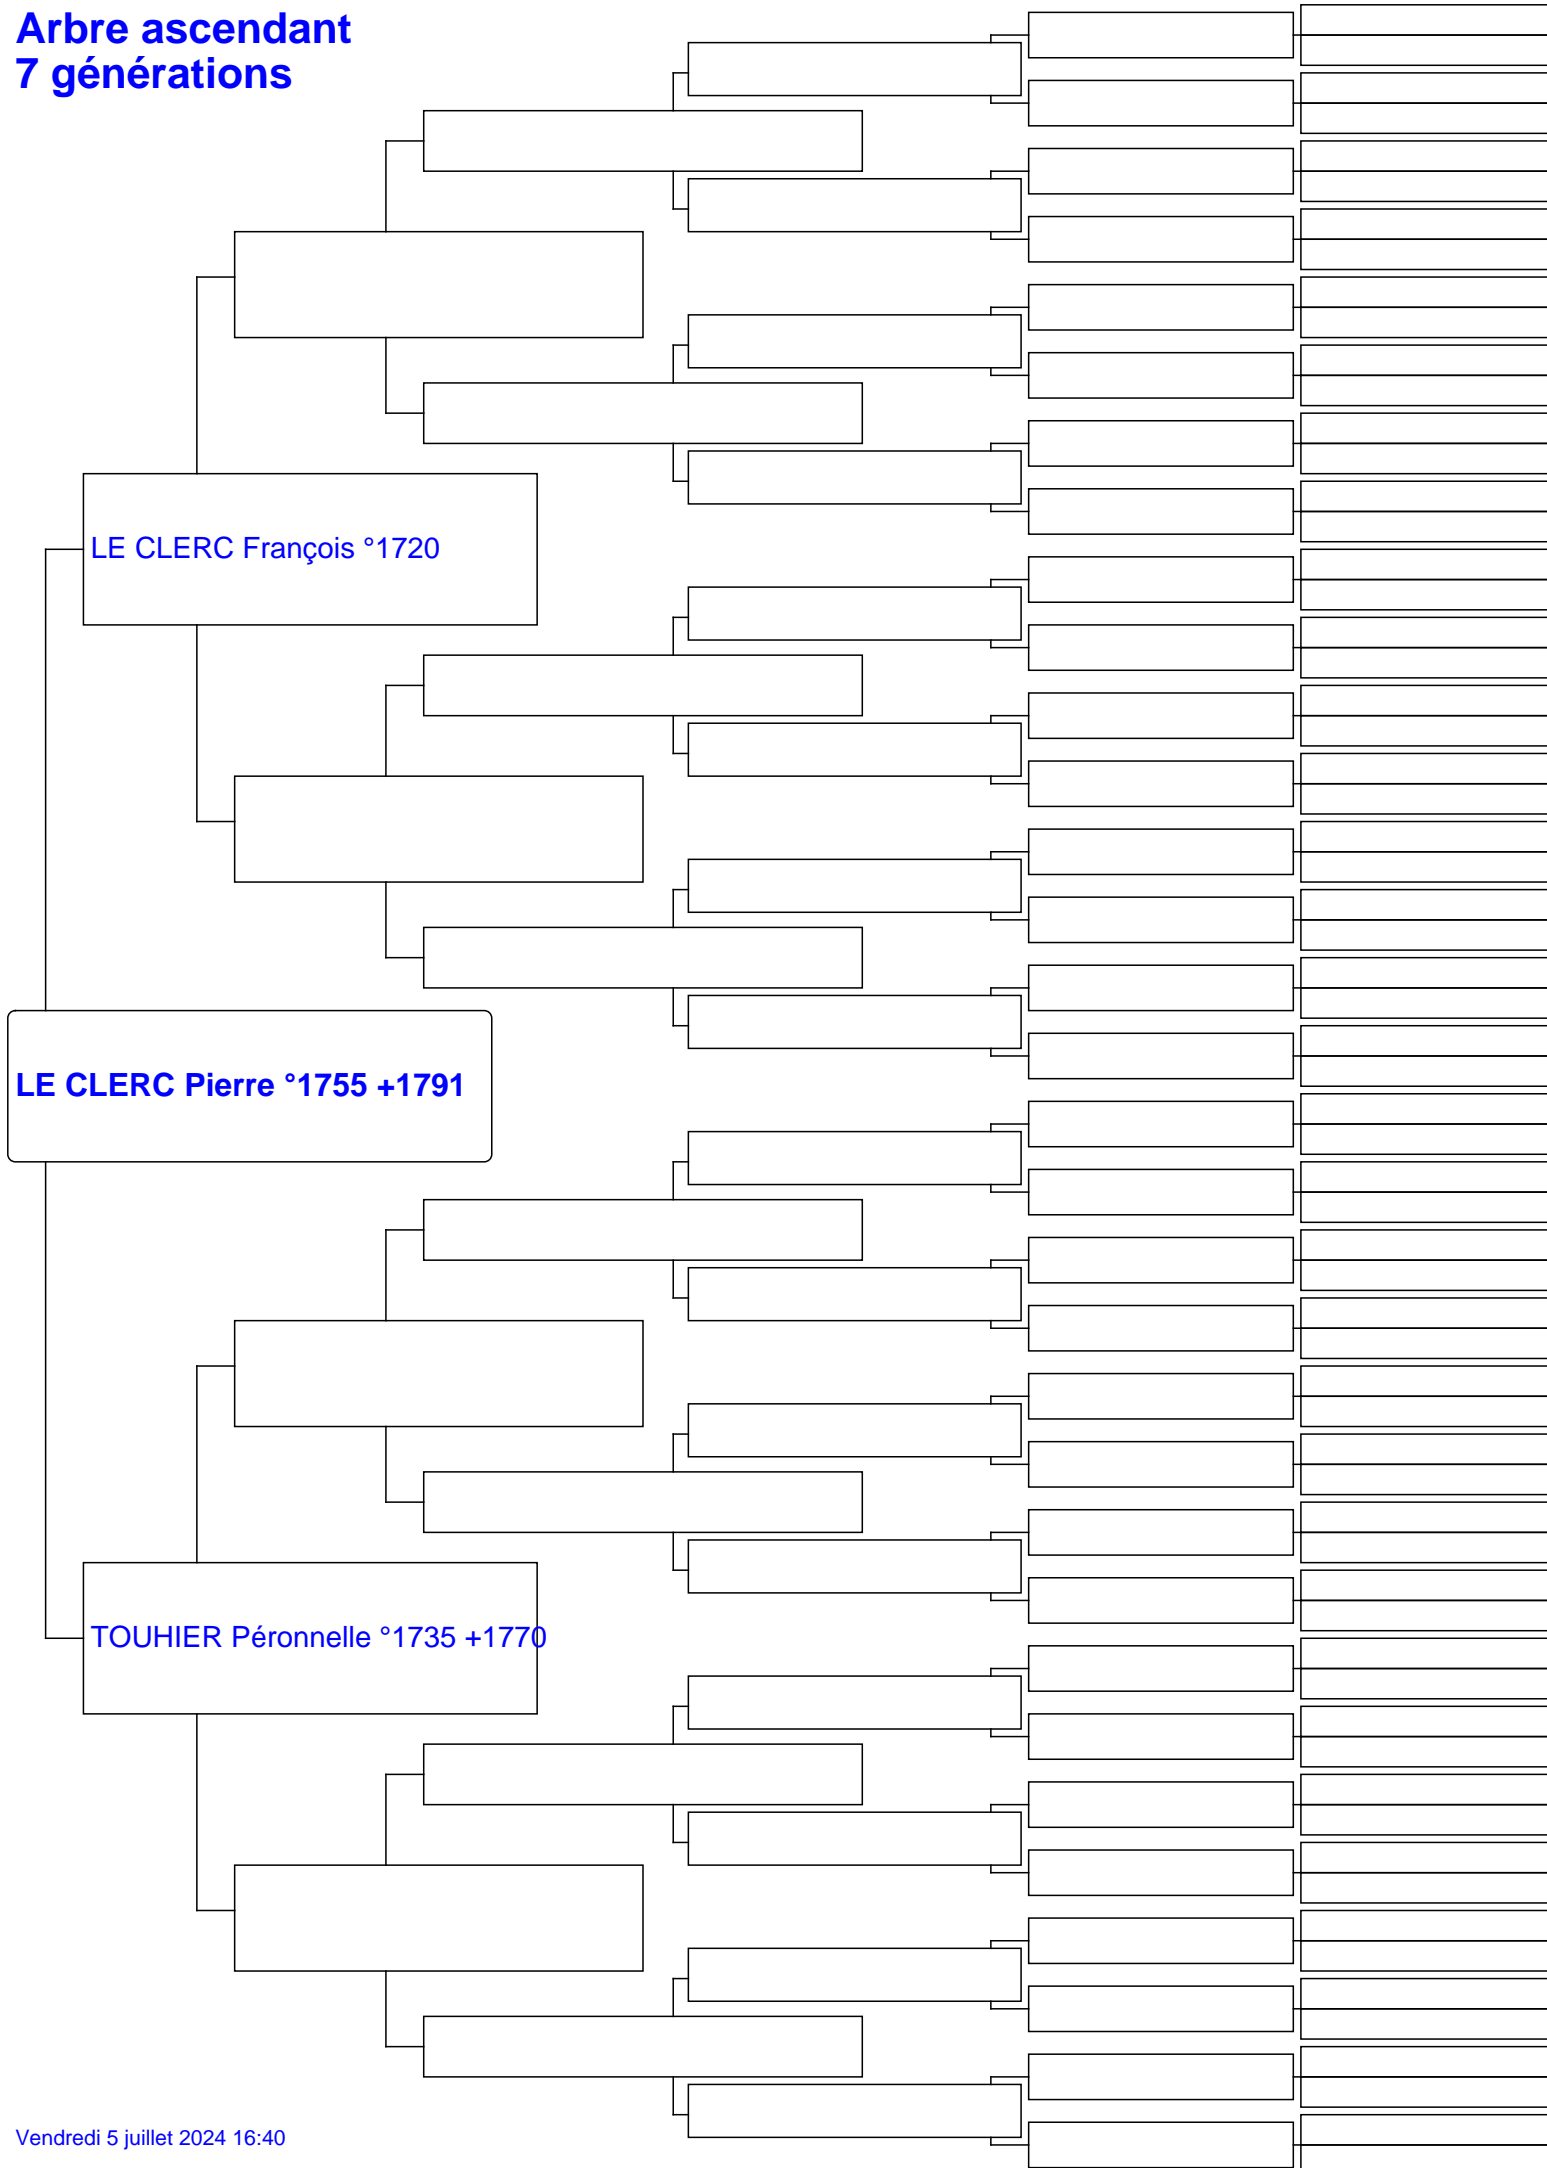 Arbre ascendant
7 générations
LE CLERC François °1720
LE CLERC Pierre °1755 +1791
TOUHIER Péronnelle °1735 +1770
Vendredi 5 juillet 2024 16:40